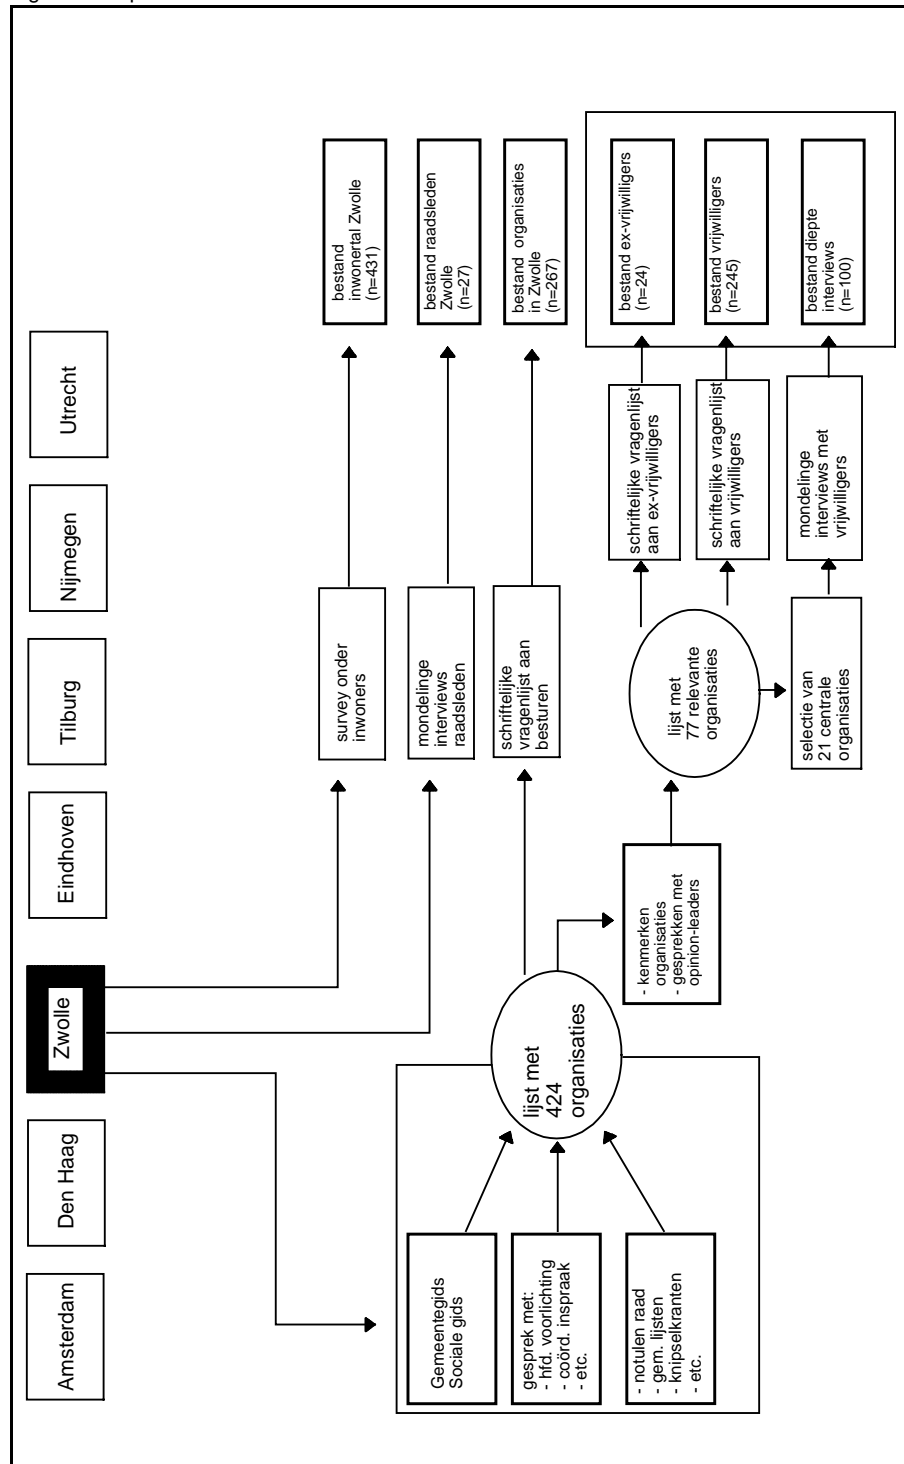 Amsterdam
Den Haag
Zwolle
Eindhoven
Tilburg
Nijmegen
Utrecht
survey onder
inwoners
bestand
inwonertal Zwolle
(n=431)
mondelinge
interviews
raadsleden
bestand raadsleden
Zwolle
(n=27)
Gemeentegids
Sociale gids
gesprek met:
- hfd. voorlichting
- coörd. inspraak
- etc.
- notulen raad
- gem. lijsten
- knipselkranten
- etc.
lijst met
424
organisaties
schriftelijke
vragenlijst aan
besturen
bestand organisaties
in Zwolle
(n=267)
- kenmerken
organisaties
- gesprekken met
opinion-leaders
lijst met
77 relevante
organisaties
schriftelijke vragenlijst
aan ex-vrijwilligers
bestand ex-vrijwilligers
(n=24)
schriftelijke vragenlijst
aan vrijwilligers
bestand vrijwilligers
(n=245)
selectie van
21 centrale
organisaties
mondelinge
interviews met
vrijwilligers
bestand diepte
interviews
(n=100)